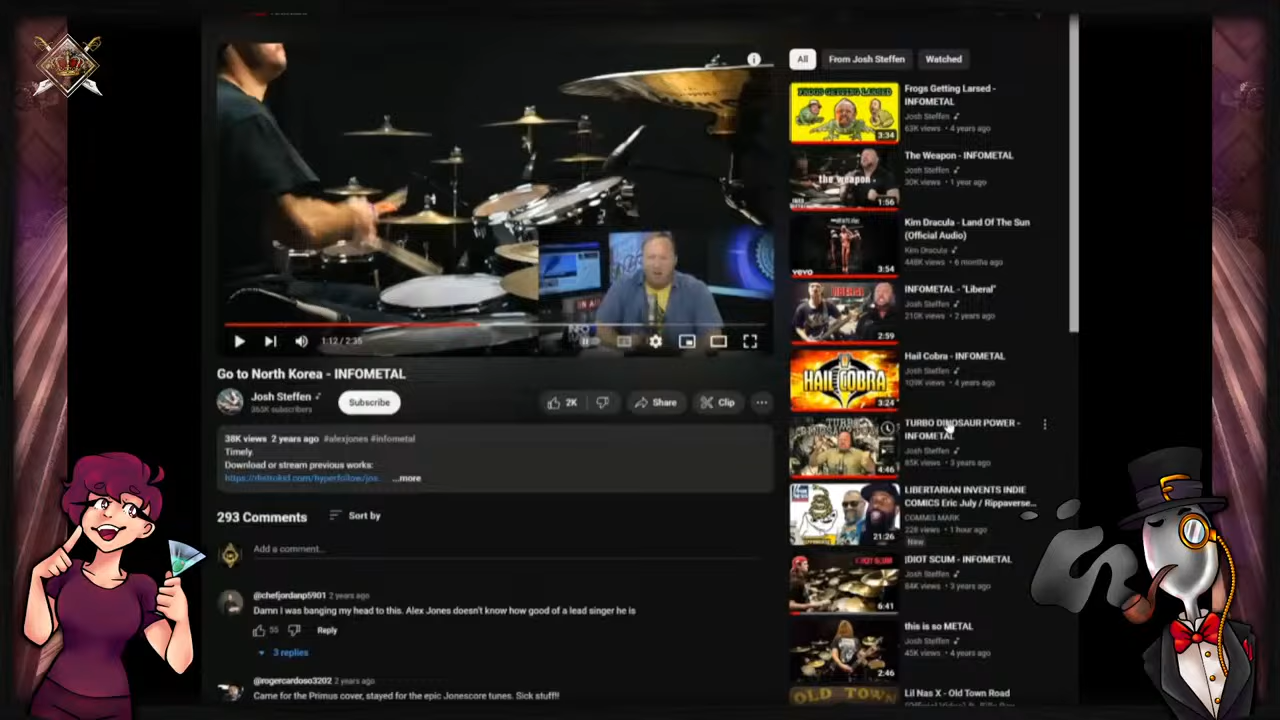 All
From Josh Steffen
Watched
FROGS GETTING LARSED
3:34
Frogs Getting Larsed -
INFOMETAL
Josh Steffen
63K views • 4 years ago
the weapon
1:56
The Weapon - INFOMETAL
Josh Steffen
30K views • 1 year ago
vevo
3:54
Kim Dracula - Land Of The Sun
(Official Audio)
Kim Dracula
448K views • 6 months ago
LIBERAL
2:59
INFOMETAL - "Liberal"
Josh Steffen
210K views • 2 years ago
HAIL COBRA
3:24
Hail Cobra - INFOMETAL
Josh Steffen
109K views • 4 years ago
4:46
TURBO DINOSAUR POWER -
INFOMETAL
Josh Steffen
85K views • 3 years ago
21:26
LIBERTARIAN INVENTS INDIE
COMICS Eric July / Rippaverse...
COMMIS MARK
228 views • 1 hour ago
New
6:41
IDIOT SCUM - INFOMETAL
Josh Steffen
84K views • 3 years ago
2:46
this is so METAL
Josh Steffen
45K views • 4 years ago
OLD TOWN
Lil Nas X - Old Town Road
1:12 / 2:35
Go to North Korea - INFOMETAL
Josh Steffen
365K subscribers
Subscribe
2K
Share
Clip
38K views 2 years ago #alexjones #infometal
Timely.
Download or stream previous works:
...more
293 Comments
Sort by
Add a comment...
@chefjordanp5901 2 years ago
Damn I was banging my head to this. Alex Jones doesn't know how good of a lead singer he is
55
Reply
3 replies
@rogercardoso3202 2 years ago
Came for the Primus cover, stayed for the epic Jonescore tunes. Sick stuff!!